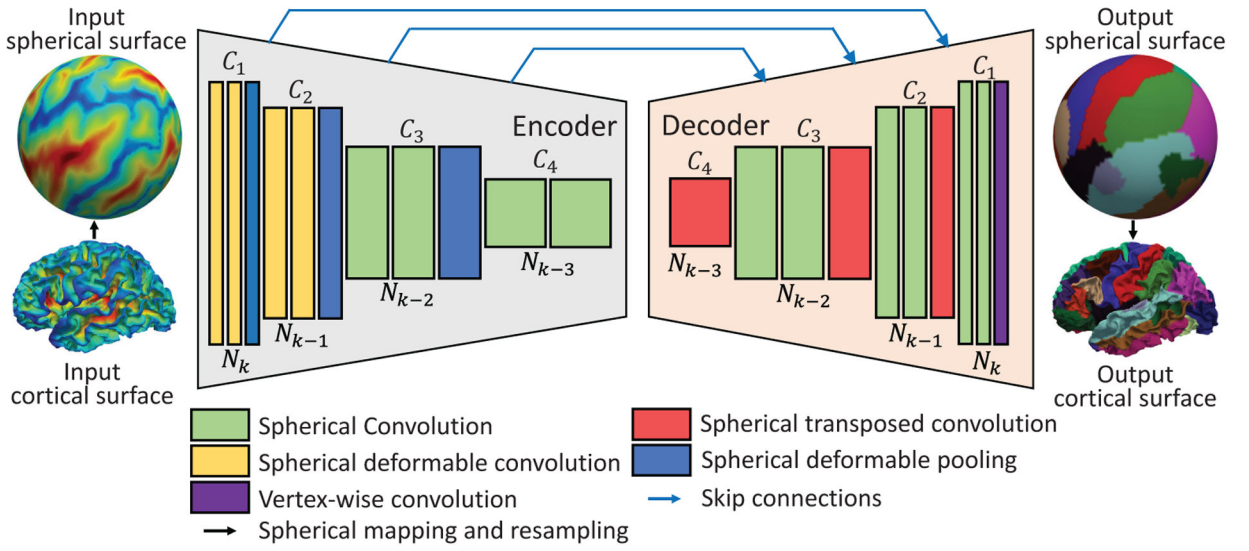 Input
spherical surface
Output
spherical surface
C₁
C₂
C₃
Encoder
C₄
Decoder
C₄
C₃
C₂
C₁
Nₖ
Nₖ₋₁
Nₖ₋₂
Nₖ₋₃
Nₖ₋₃
Nₖ₋₂
Nₖ₋₁
Nₖ
Input
cortical surface
Output
cortical surface
Spherical Convolution
Spherical transposed convolution
Spherical deformable convolution
Spherical deformable pooling
Vertex-wise convolution
Skip connections
Spherical mapping and resampling